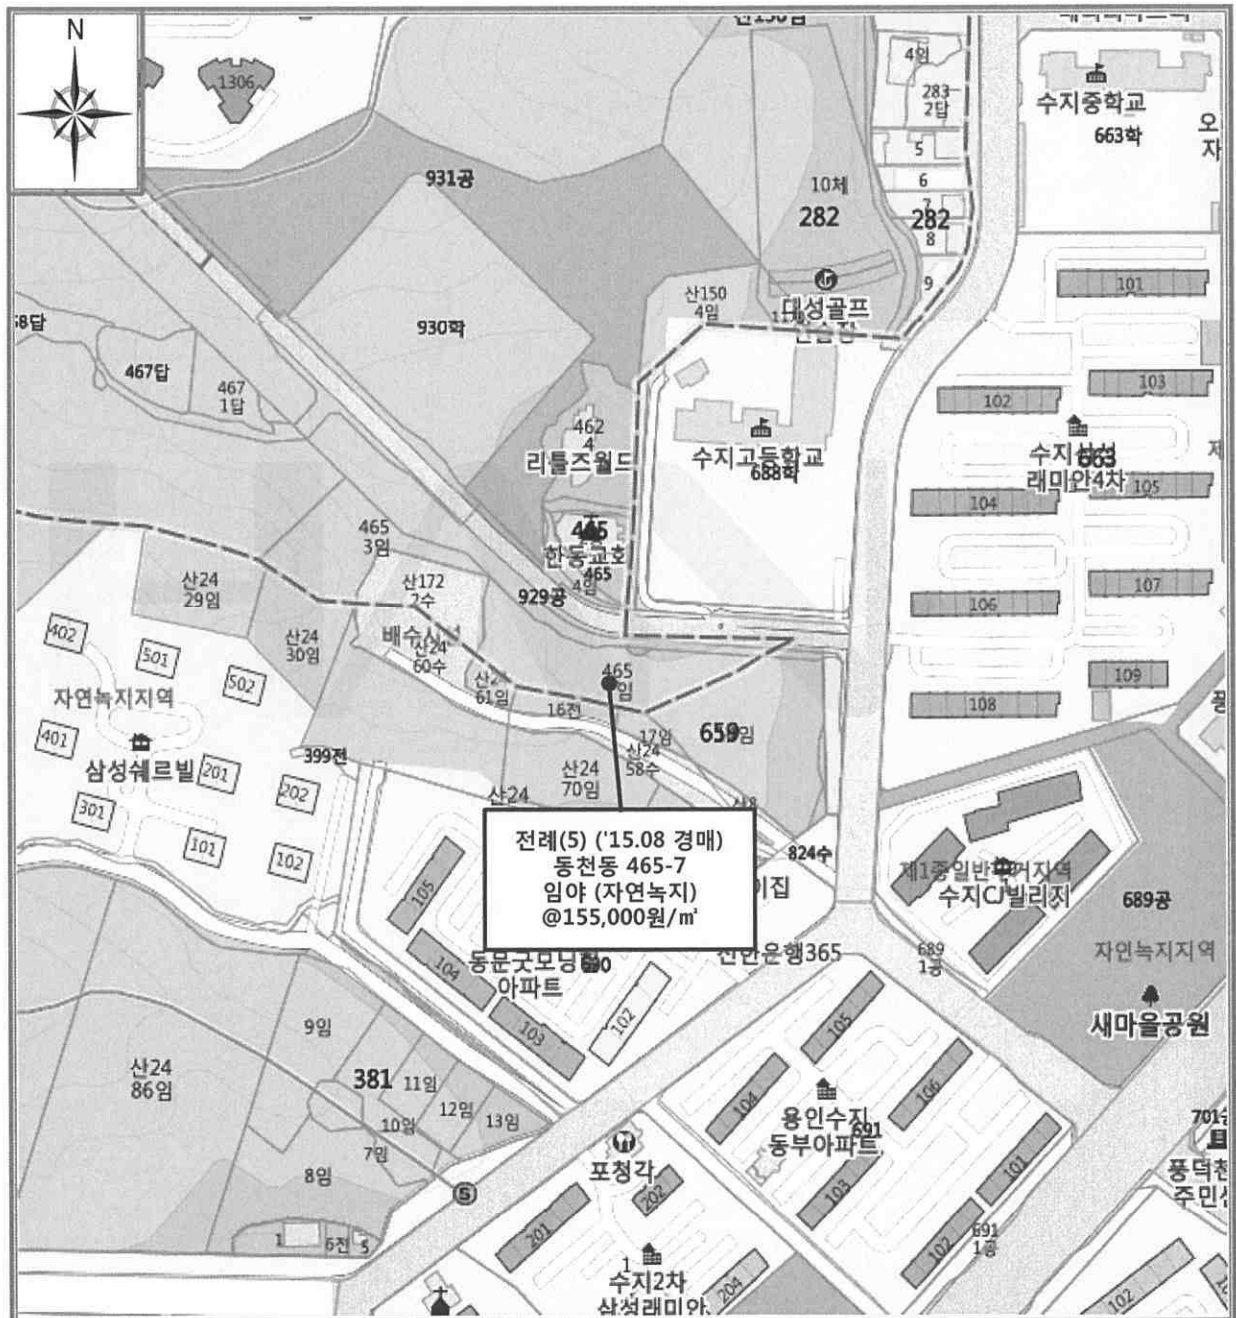 N
1306
4임
283
2답
수지중학교
663학
오
자
5
6
7
8
9
931공
10체
282
282
101
산150
4임
대성골프
58답
930학
467답
467
1답
102
103
462
4
리틀즈월드
수지고등학교
688학
수지삼성
래미안4차
663
104
105
465
3임
465
한동교회
465
4임
산24
29임
산172
7수
929공
106
107
402
산24
30임
배수시설
산24
60수
501
502
61임
465
16전
109
108
자연녹지지역
401
삼성쉐르빌
399전
17임
산24
58수
659임
201
202
산24
70임
산24
301
101
102
전례(5) ('15.08 경매)
동천동 465-7
임야 (자연녹지)
@155,000원/㎡
824수
이집
제1종일반주거지역
수지CJ빌리지
689공
105
신한은행365
689
1공
자연녹지지역
104
동문굿모닝힐
690
아파트
103
102
새마을공원
9임
산24
86임
381
11임
12임
13임
10임
7임
8임
105
104
106
용인수지
동부아파트
691
103
101
102
691
1공
포청각
S
202
201
1
6전
5
1
수지2차
삼성래미안
204
풍덕천
주민센
102